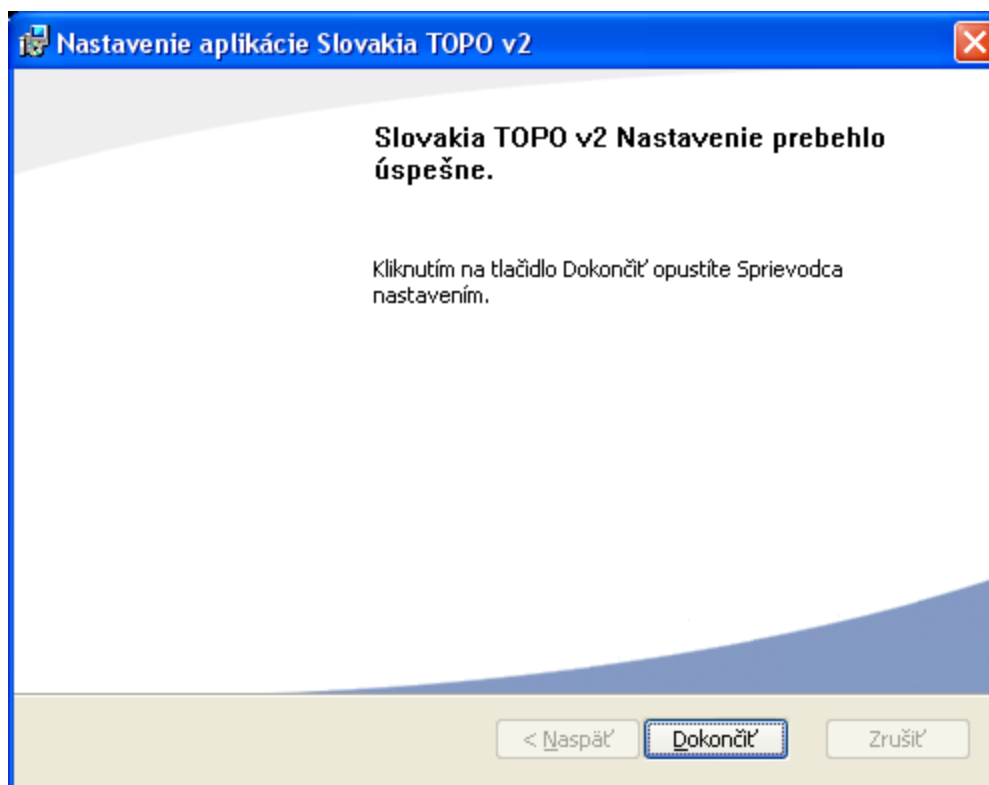 Nastavenie aplikácie Slovakia TOPO v2
Slovakia TOPO v2 Nastavenie prebehlo
úspešne.
Kliknutím na tlačidlo Dokončiť opustíte Sprievodca
nastavením.
< Naspäť
Dokončiť
Zrušiť